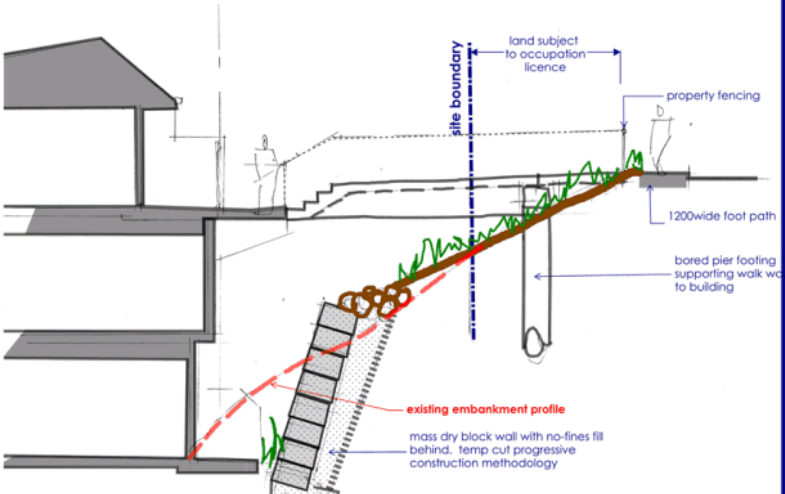 land subject
to occupation
licence
site boundary
property fencing
1200wide foot path
bored pier footing
supporting walk
to building
existing embankment profile
mass dry block wall with no-fines fill
behind. temp cut progressive
construction methodology